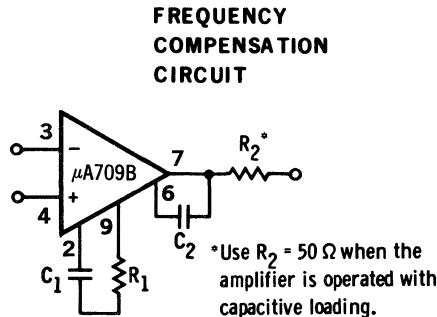 FREQUENCY
COMPENSATION
CIRCUIT
3
−
μA709B
+
4
7
6
9
2
R2*
C2
C1
R1
*Use R2 = 50 Ω when the
amplifier is operated with
capacitive loading.